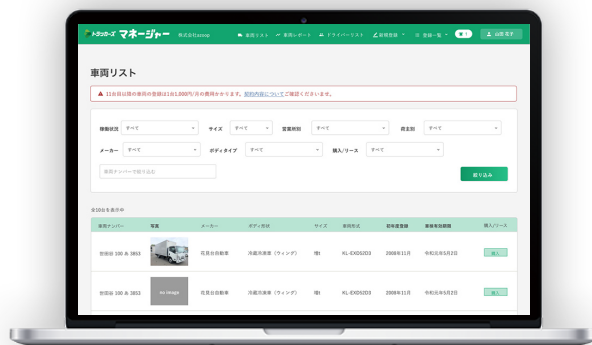 トラッカーズ マネージャー 株式会社azoop 車両リスト 車両レポート ドライバーリスト 新規登録 登録一覧 山田 花子
車両リスト
11台目以降の車両の登録は1台1,000円/月の費用かかります。契約内容についてご確認くださいます。
稼働状況 すべて サイズ すべて 営業所別 すべて 荷主別 すべて
メーカー すべて ボディタイプ すべて 購入/リース すべて
車両ナンバーで絞り込む 絞り込み
全10台を表示中
車両ナンバー 写真 メーカー ボディ形状 サイズ 車両形式 初年度登録 車検有効期限 購入/リース
世田谷 100 あ 3853 花見台自動車 冷蔵冷凍車（ウィング） 増t KL-EXD52D3 2008年11月 令和元年5月2日 購入
世田谷 100 あ 3853 no image 花見台自動車 冷蔵冷凍車（ウィング） 増t KL-EXD52D3 2008年11月 令和元年5月2日 購入